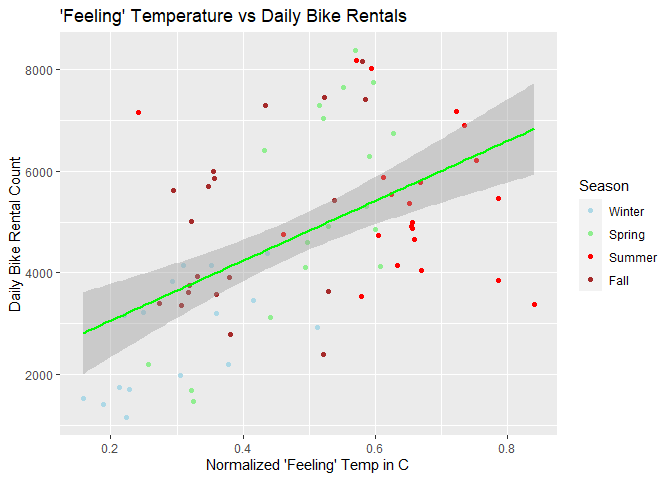 'Feeling' Temperature vs Daily Bike Rentals
8000
6000
4000
2000
Daily Bike Rental Count
0.2 0.4 0.6 0.8
Normalized 'Feeling' Temp in C
Season
Winter
Spring
Summer
Fall